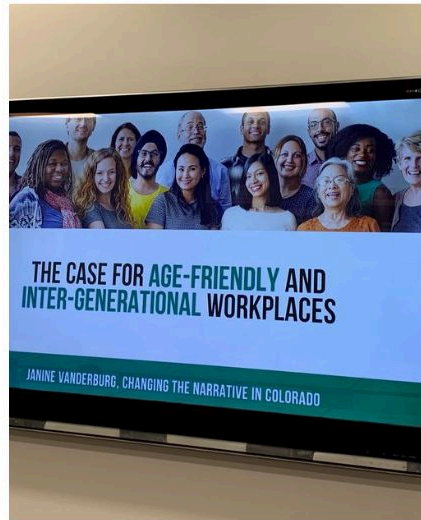 THE CASE FOR AGE-FRIENDLY AND
INTER-GENERATIONAL WORKPLACES
JANINE VANDERBURG, CHANGING THE NARRATIVE IN COLORADO